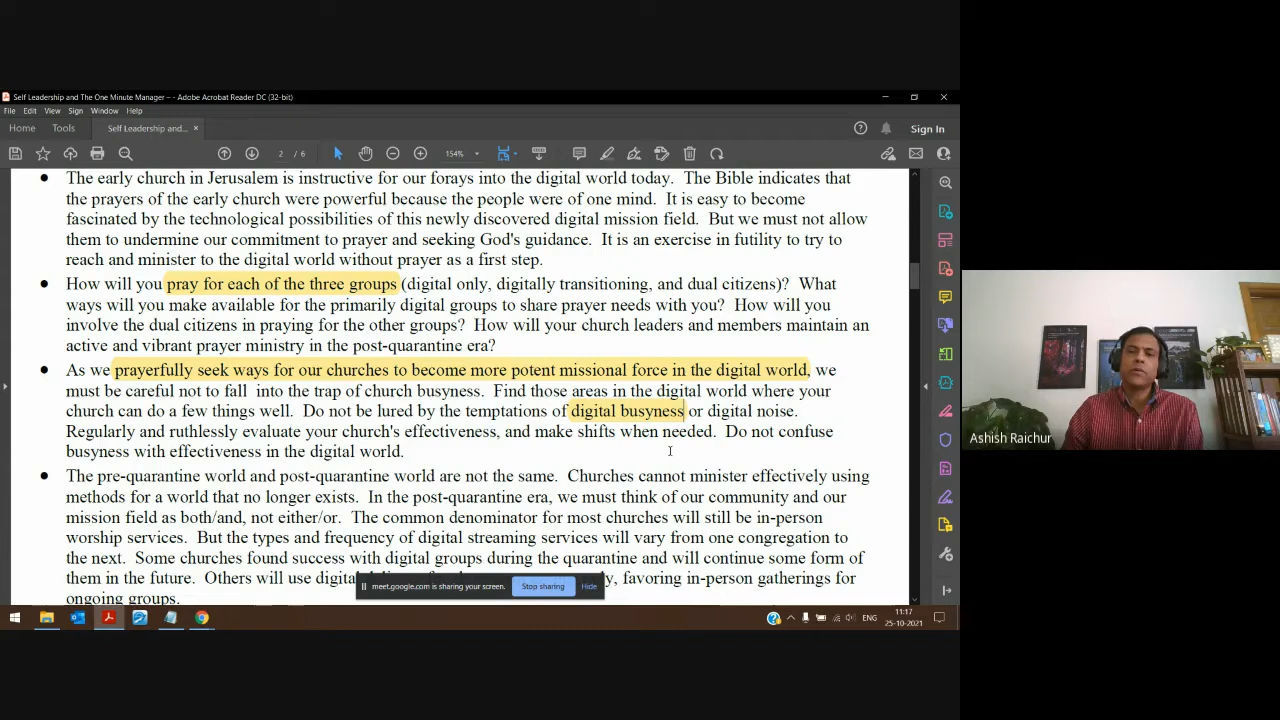 Self Leadership and The One Minute Manager – - Adobe Acrobat Reader DC (32-bit)
File Edit View Sign Window Help
Home Tools Self Leadership and... × Sign In
2 / 6 154%
• The early church in Jerusalem is instructive for our forays into the digital world today. The Bible indicates that
the prayers of the early church were powerful because the people were of one mind. It is easy to become
fascinated by the technological possibilities of this newly discovered digital mission field. But we must not allow
them to undermine our commitment to prayer and seeking God's guidance. It is an exercise in futility to try to
reach and minister to the digital world without prayer as a first step.
• How will you pray for each of the three groups (digital only, digitally transitioning, and dual citizens)? What
ways will you make available for the primarily digital groups to share prayer needs with you? How will you
involve the dual citizens in praying for the other groups? How will your church leaders and members maintain an
active and vibrant prayer ministry in the post-quarantine era?
• As we prayerfully seek ways for our churches to become more potent missional force in the digital world, we
must be careful not to fall into the trap of church busyness. Find those areas in the digital world where your
church can do a few things well. Do not be lured by the temptations of digital busyness or digital noise.
Regularly and ruthlessly evaluate your church's effectiveness, and make shifts when needed. Do not confuse
busyness with effectiveness in the digital world.
• The pre-quarantine world and post-quarantine world are not the same. Churches cannot minister effectively using
methods for a world that no longer exists. In the post-quarantine era, we must think of our community and our
mission field as both/and, not either/or. The common denominator for most churches will still be in-person
worship services. But the types and frequency of digital streaming services will vary from one congregation to
the next. Some churches found success with digital groups during the quarantine and will continue some form of
them in the future. Others will use digital favoring in-person gatherings for
ongoing groups.
meet.google.com is sharing your screen. Stop sharing Hide
ENG 11:17
25-10-2021
Ashish Raichur